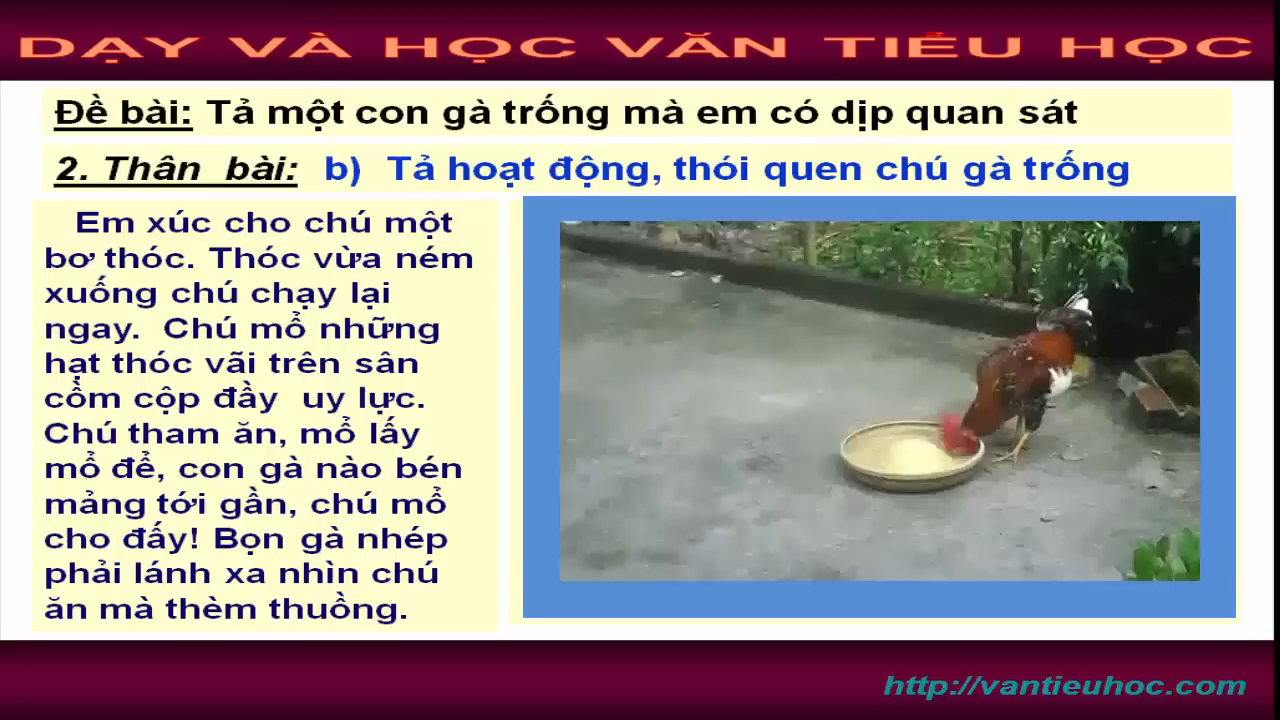 DẠY VÀ HỌC VĂN TIỂU HỌC
Đề bài: Tả một con gà trống mà em có dịp quan sát
2. Thân bài: b) Tả hoạt động, thói quen chú gà trống
Em xúc cho chú một
bơ thóc. Thóc vừa ném
xuống chú chạy lại
ngay. Chú mổ những
hạt thóc vãi trên sân
cồm cộp đầy uy lực.
Chú tham ăn, mổ lấy
mổ để, con gà nào bén
mảng tới gần, chú mổ
cho đấy! Bọn gà nhép
phải lánh xa nhìn chú
ăn mà thèm thuồng.
http://vantieuhoc.com